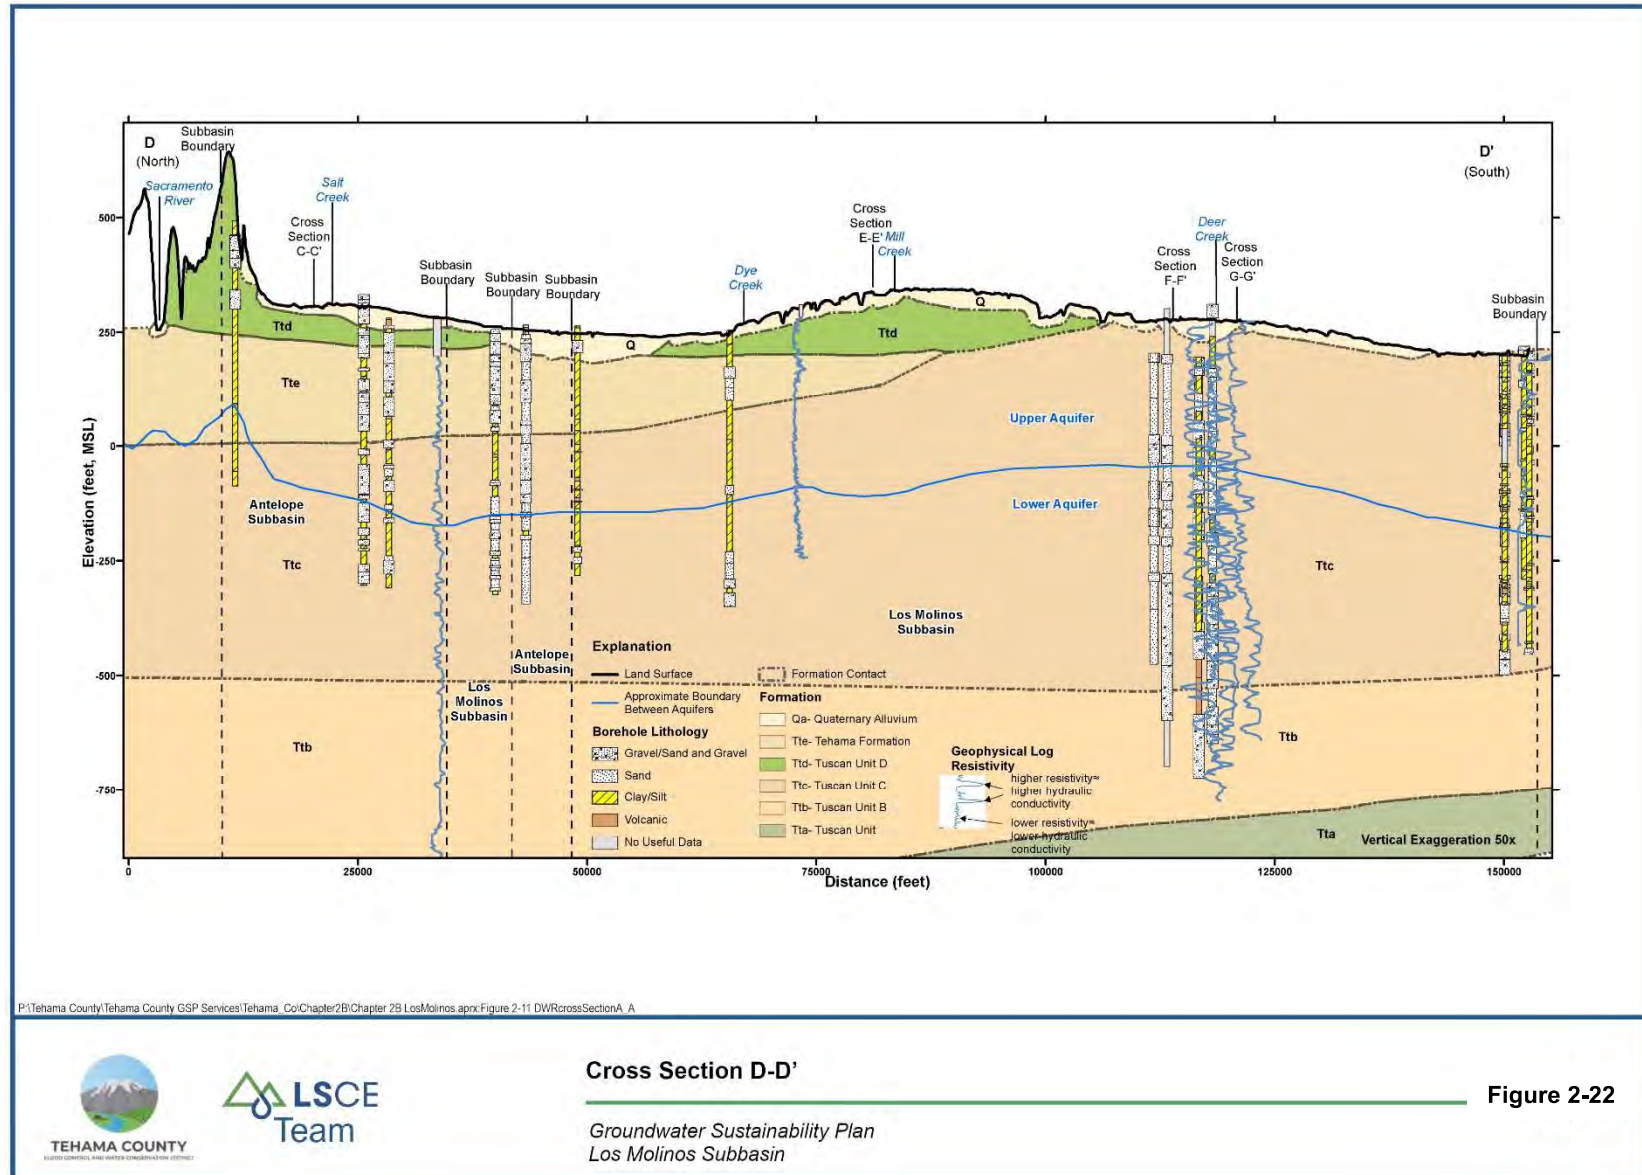 D
(North)
Subbasin
Boundary
Sacramento
River
Salt
Creek
Cross
Section
C-C'
Subbasin
Boundary
Subbasin
Boundary
Subbasin
Boundary
Dye
Creek
Cross
Section
E-E'
Mill
Creek
Cross
Section
F-F'
Deer
Creek
Cross
Section
G-G'
D'
(South)
Subbasin
Boundary
Elevation (feet, MSL)
500
250
0
-250
-500
-750
Ttd
Q
Ttd
Q
Tte
Upper Aquifer
Lower Aquifer
Antelope
Subbasin
Ttc
Ttc
Los Molinos
Subbasin
Antelope
Subbasin
Los
Molinos
Subbasin
Ttb
Ttb
Tta
Vertical Exaggeration 50x
Explanation
Land Surface
Approximate Boundary
Between Aquifers
Borehole Lithology
Gravel/Sand and Gravel
Sand
Clay/Silt
Volcanic
No Useful Data
Formation Contact
Formation
Qa- Quaternary Alluvium
Tte- Tehama Formation
Ttd- Tuscan Unit D
Ttc- Tuscan Unit C
Ttb- Tuscan Unit B
Tta- Tuscan Unit
Geophysical Log
Resistivity
higher resistivity≈
higher hydraulic
conductivity
lower resistivity≈
lower hydraulic
conductivity
0
25000
50000
75000
100000
125000
150000
Distance (feet)
P:\Tehama County\Tehama County GSP Services\Tehama_Co\Chapter2B\Chapter 2B LosMolinos.aprx:Figure 2-11 DWRcrossSectionA_A
TEHAMA COUNTY
FLOOD CONTROL AND WATER CONSERVATION DISTRICT
LSCE
Team
Cross Section D-D’
Groundwater Sustainability Plan
Los Molinos Subbasin
Figure 2-22